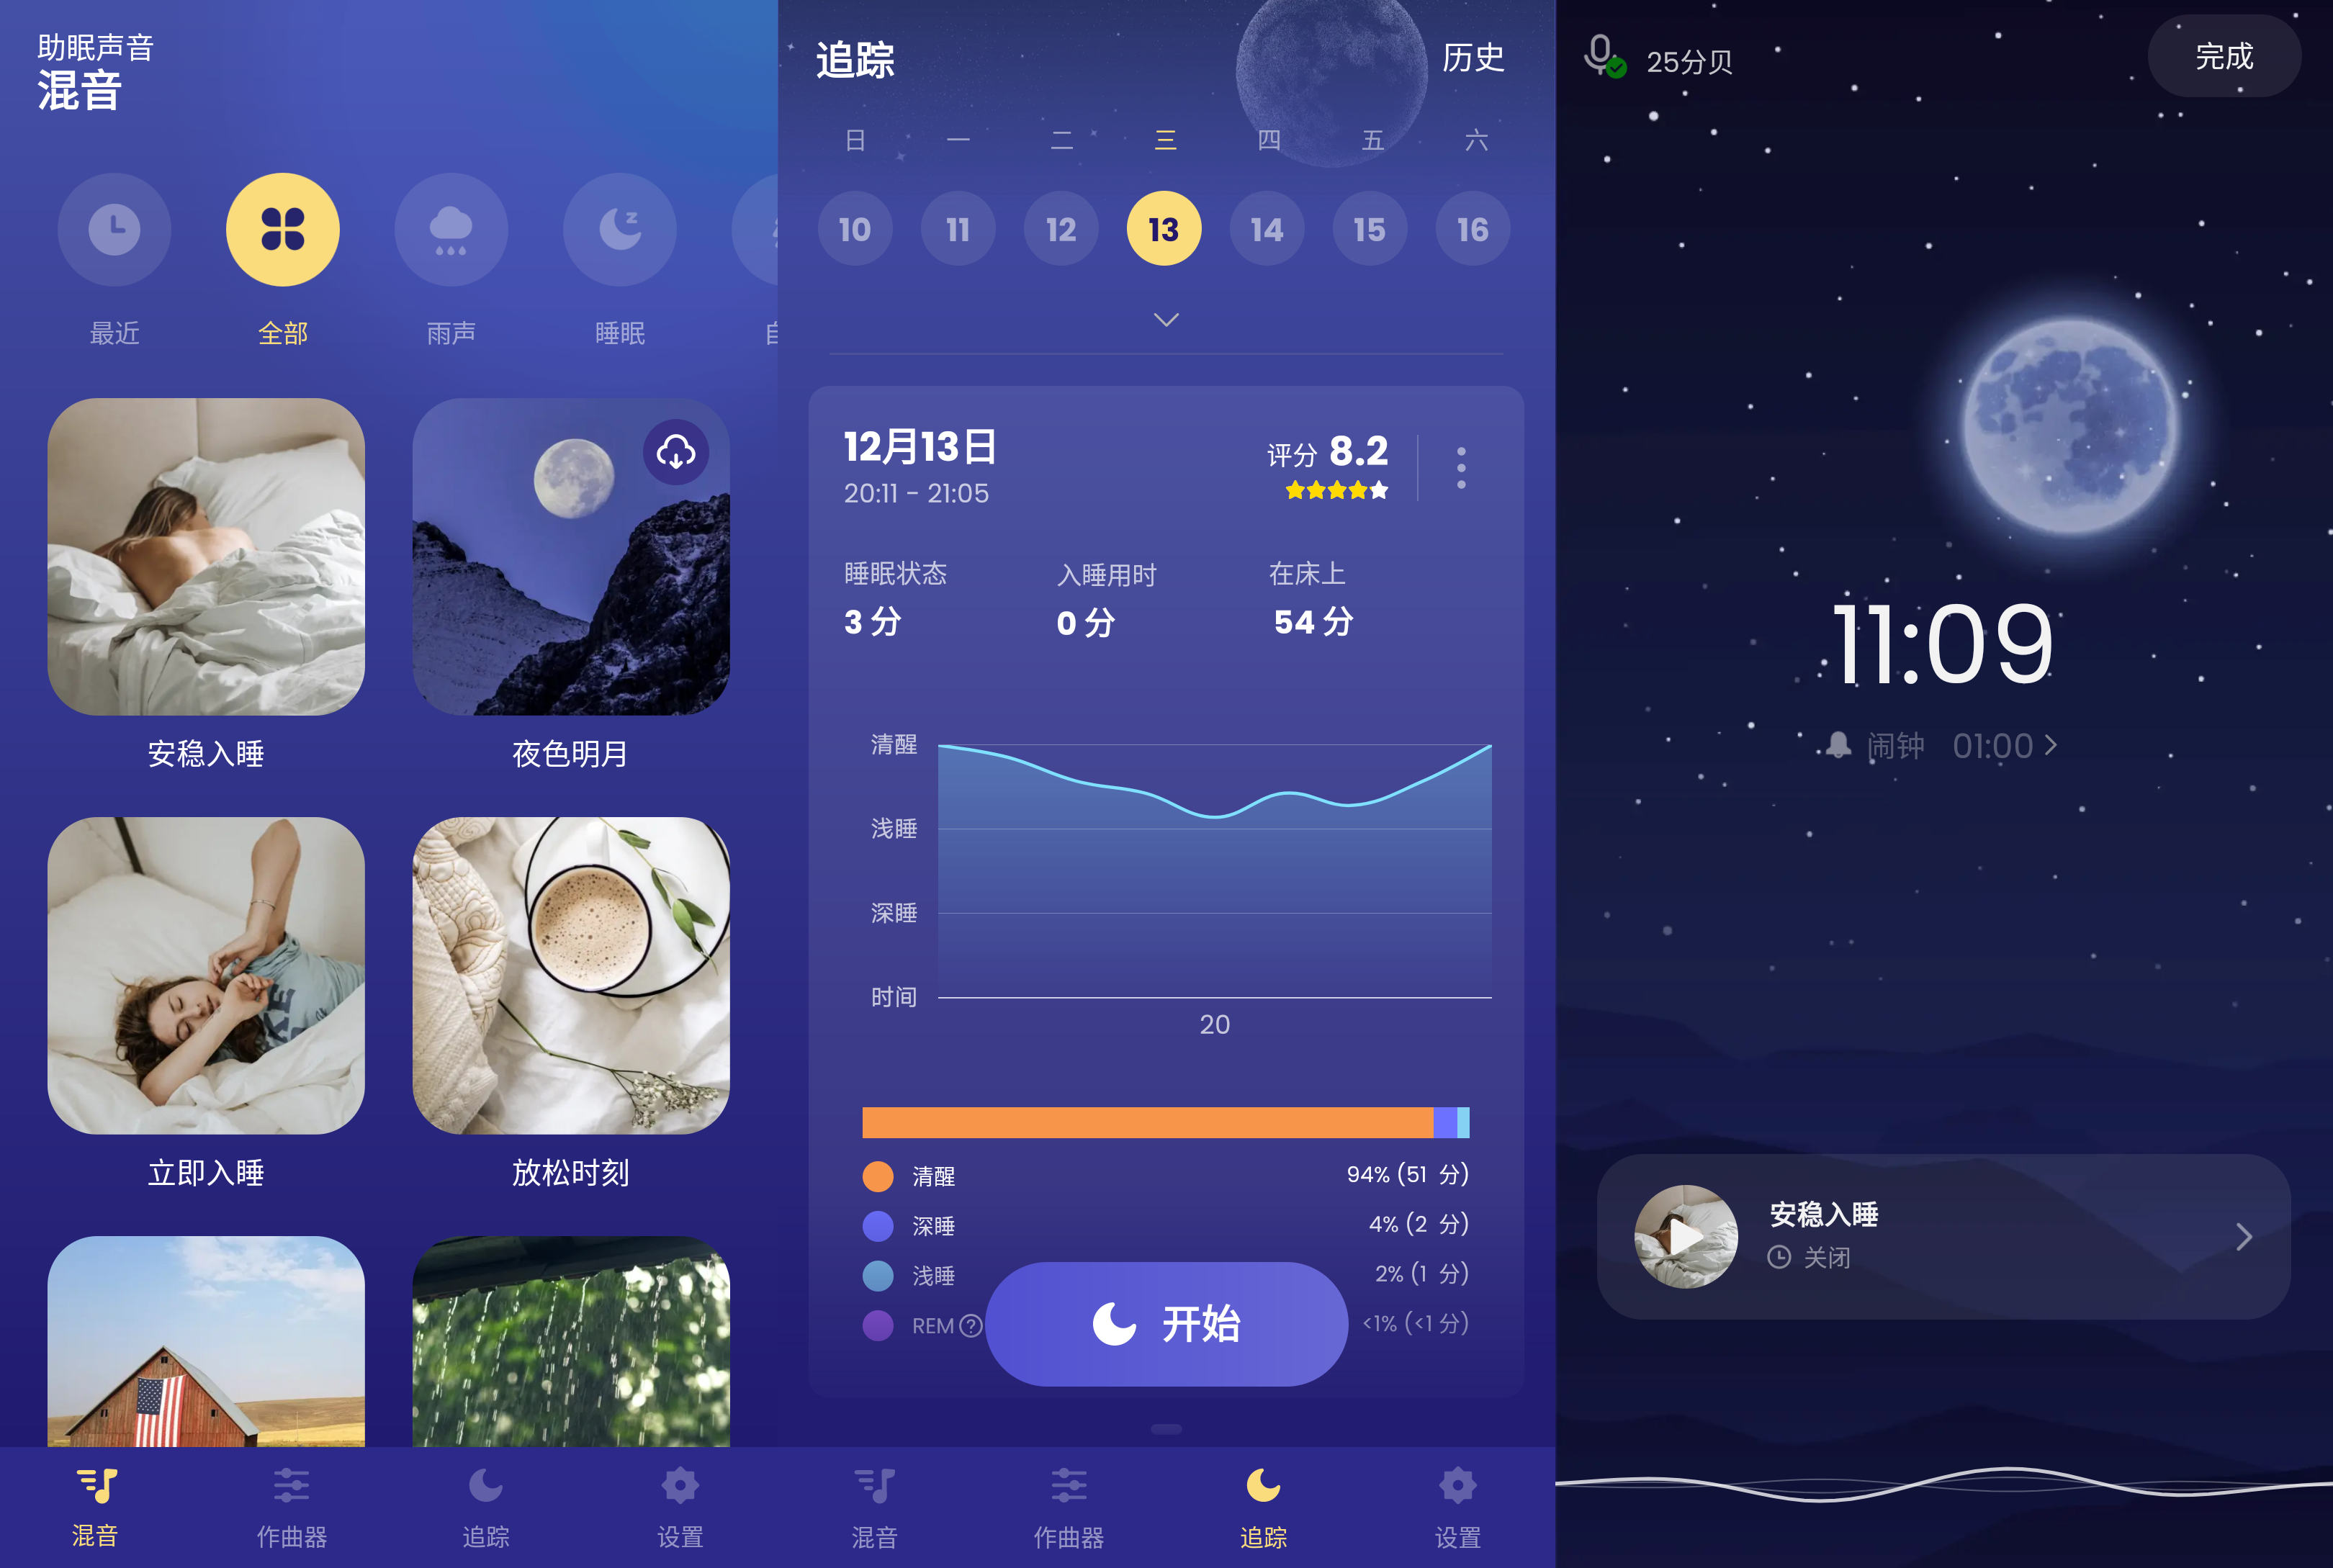 助眠声音
混音
最近
全部
雨声
睡眠
安稳入睡
夜色明月
立即入睡
放松时刻
混音
作曲器
追踪
设置
追踪
历史
日 一 二 三 四 五 六
10 11 12 13 14 15 16
12月13日
20:11 - 21:05
评分 8.2
睡眠状态
3 分
入睡用时
0 分
在床上
54 分
清醒
浅睡
深睡
时间
20
清醒 94% (51 分)
深睡 4% (2 分)
浅睡 2% (1 分)
REM ? <1% (<1 分)
开始
混音
作曲器
追踪
设置
25分贝
完成
11:09
闹钟 01:00
安稳入睡
关闭